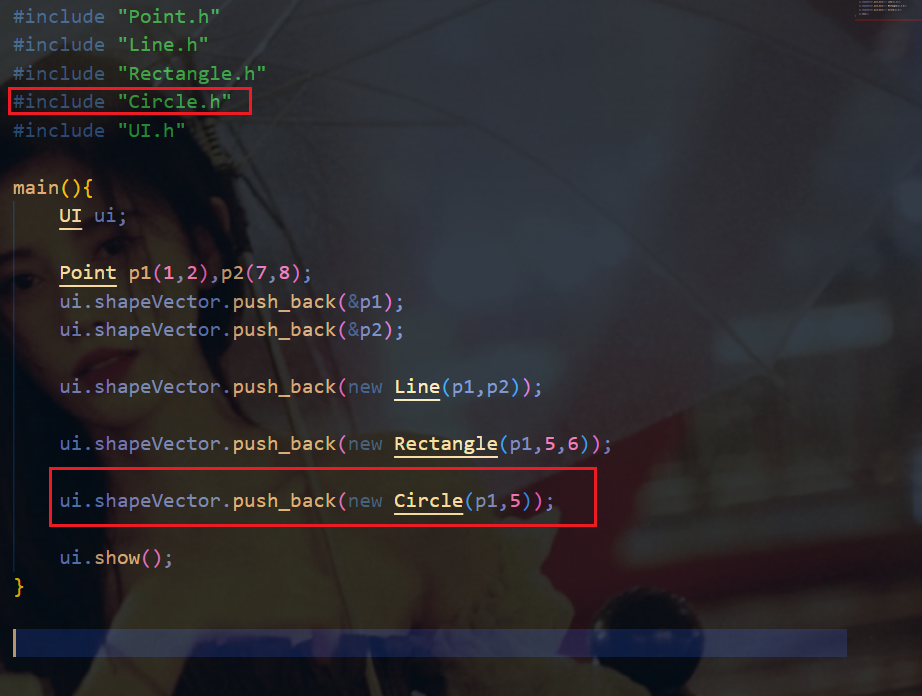 #include "Point.h"
#include "Line.h"
#include "Rectangle.h"
#include "Circle.h"
#include "UI.h"
main(){
UI ui;
Point p1(1,2),p2(7,8);
ui.shapeVector.push_back(&p1);
ui.shapeVector.push_back(&p2);
ui.shapeVector.push_back(new Line(p1,p2));
ui.shapeVector.push_back(new Rectangle(p1,5,6));
ui.shapeVector.push_back(new Circle(p1,5));
ui.show();
}